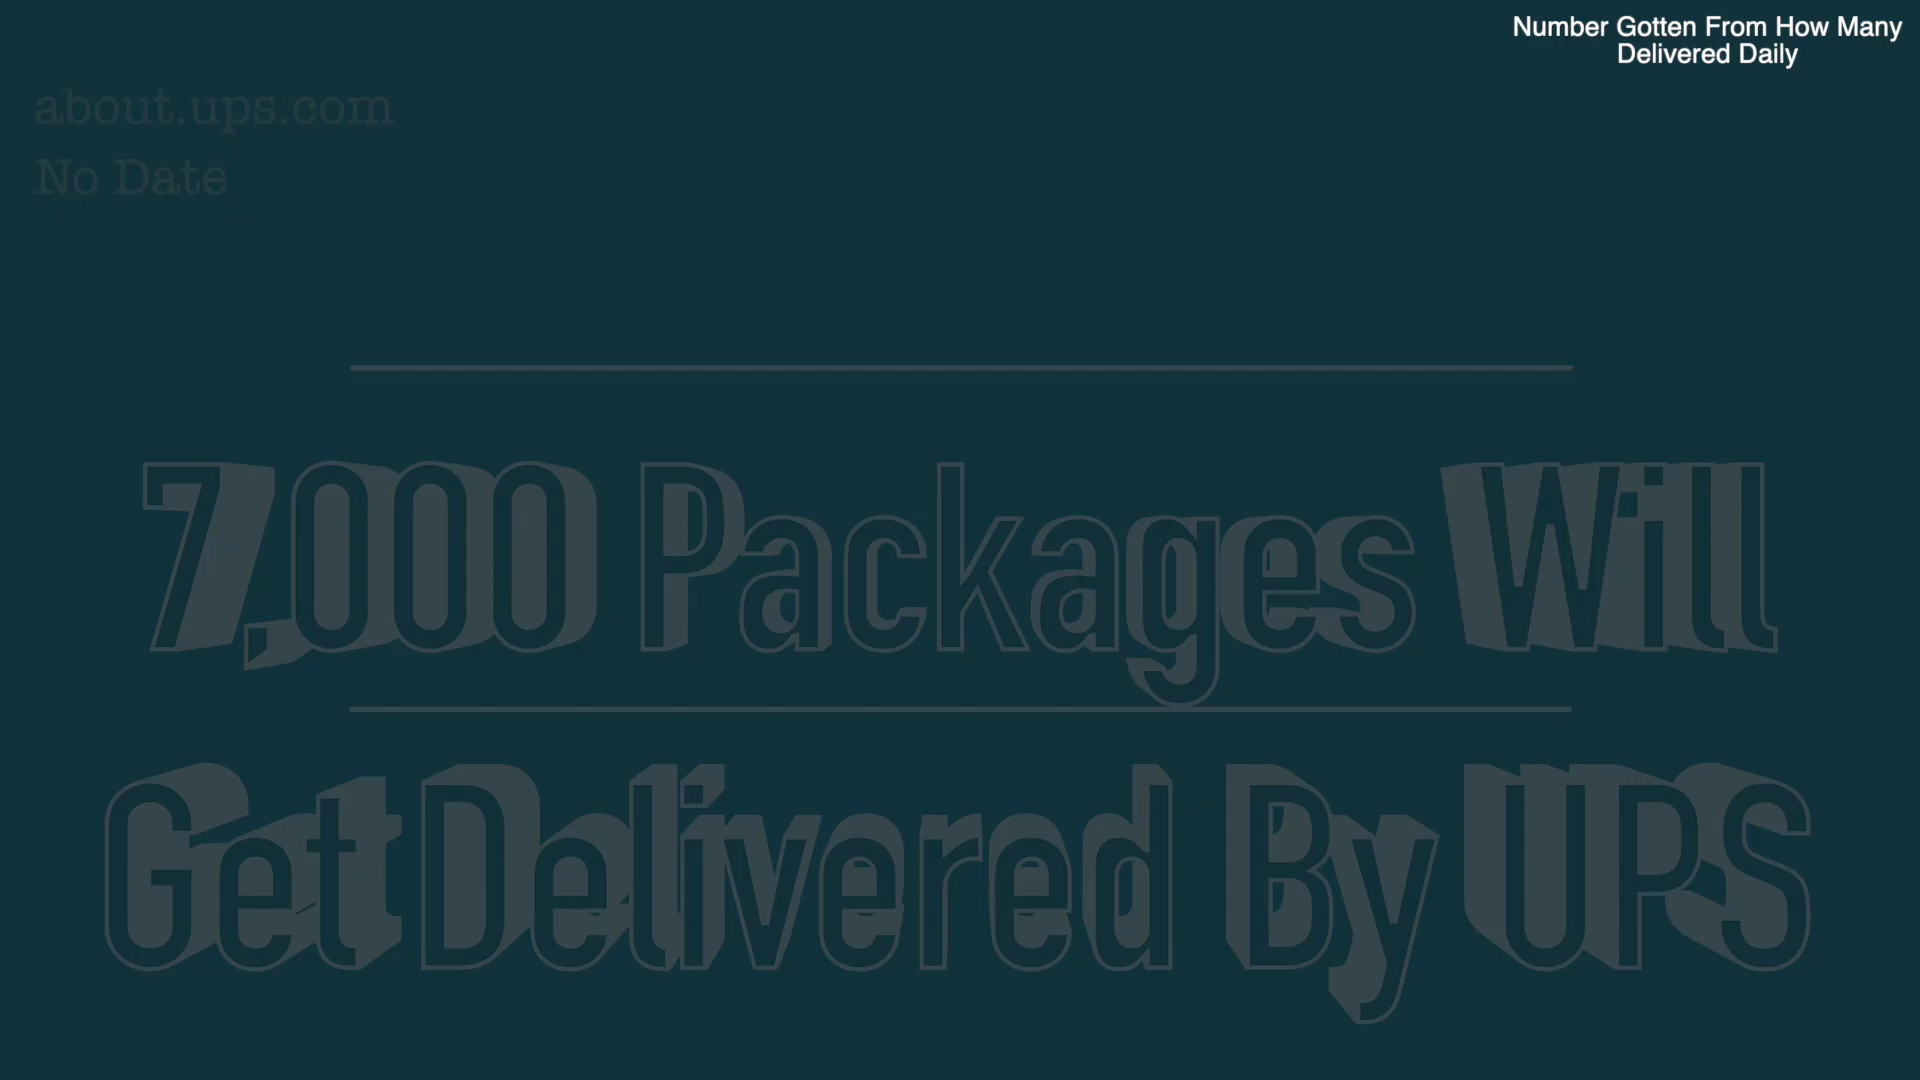 Number Gotten From How Many
Delivered Daily
about.ups.com
No Date
7,000 Packages Will
Get Delivered By UPS